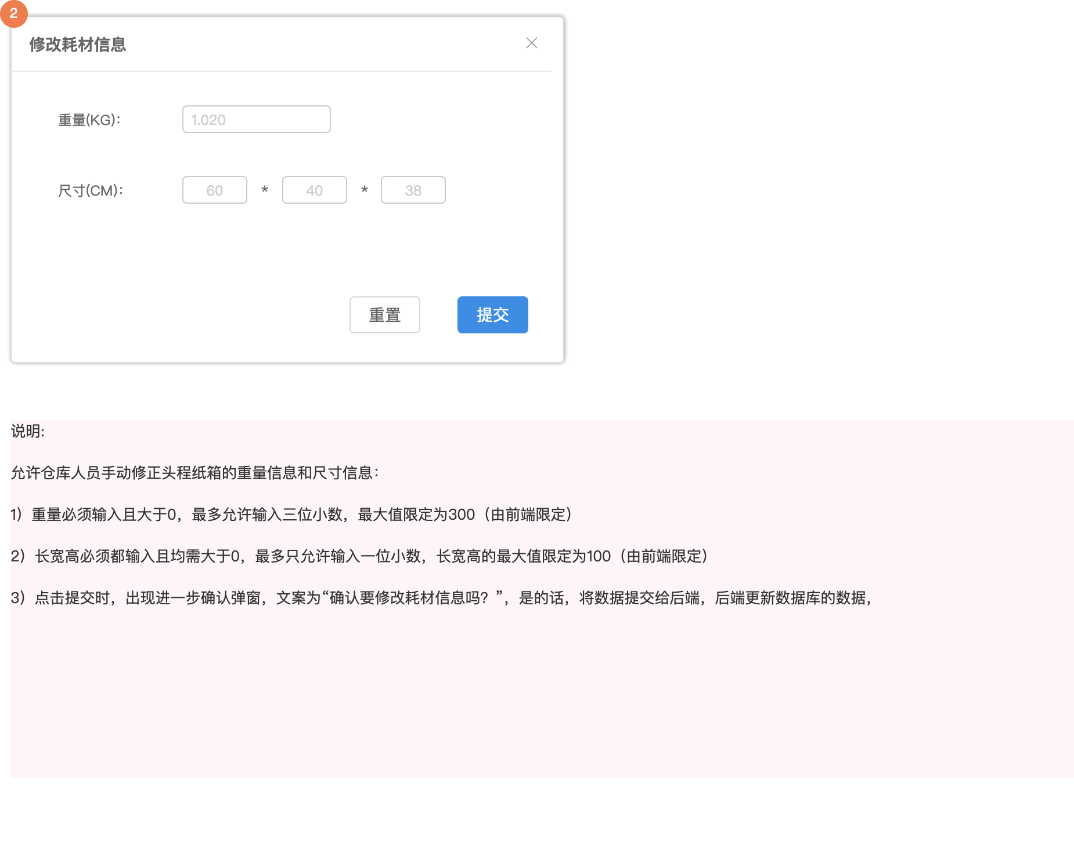 2
修改耗材信息
重量(KG):
1.020
尺寸(CM):
60 * 40 * 38
重置 提交
说明:
允许仓库人员手动修正头程纸箱的重量信息和尺寸信息：
1）重量必须输入且大于0，最多允许输入三位小数，最大值限定为300（由前端限定）
2）长宽高必须都输入且均需大于0，最多只允许输入一位小数，长宽高的最大值限定为100（由前端限定）
3）点击提交时，出现进一步确认弹窗，文案为“确认要修改耗材信息吗？”，是的话，将数据提交给后端，后端更新数据库的数据，